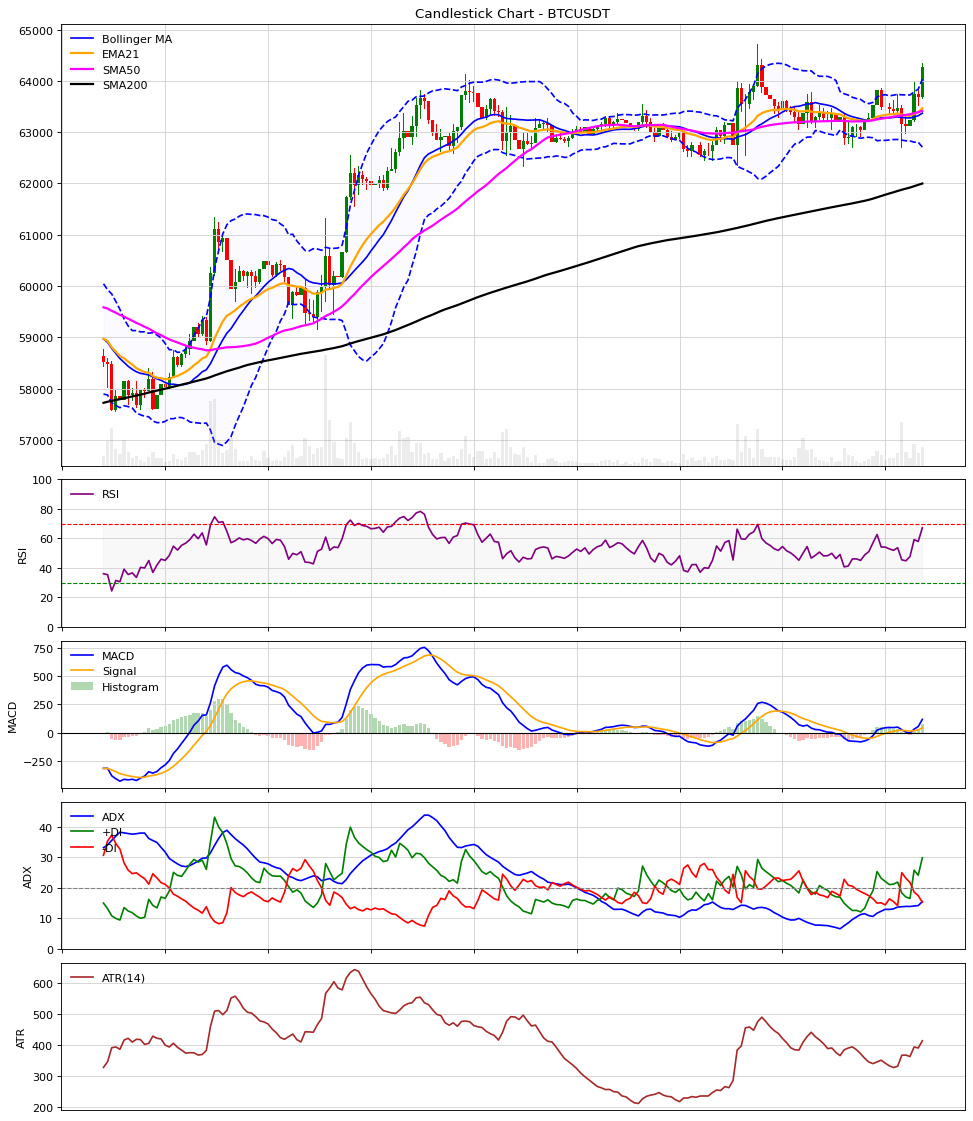 Candlestick Chart - BTCUSDT
65000
64000
63000
62000
61000
60000
59000
58000
57000
Bollinger MA
EMA21
SMA50
SMA200
100
80
60
40
20
0
RSI
RSI
750
500
250
0
−250
MACD
MACD
Signal
Histogram
40
30
20
10
0
ADX
ADX
+DI
-DI
600
500
400
300
200
ATR
ATR(14)